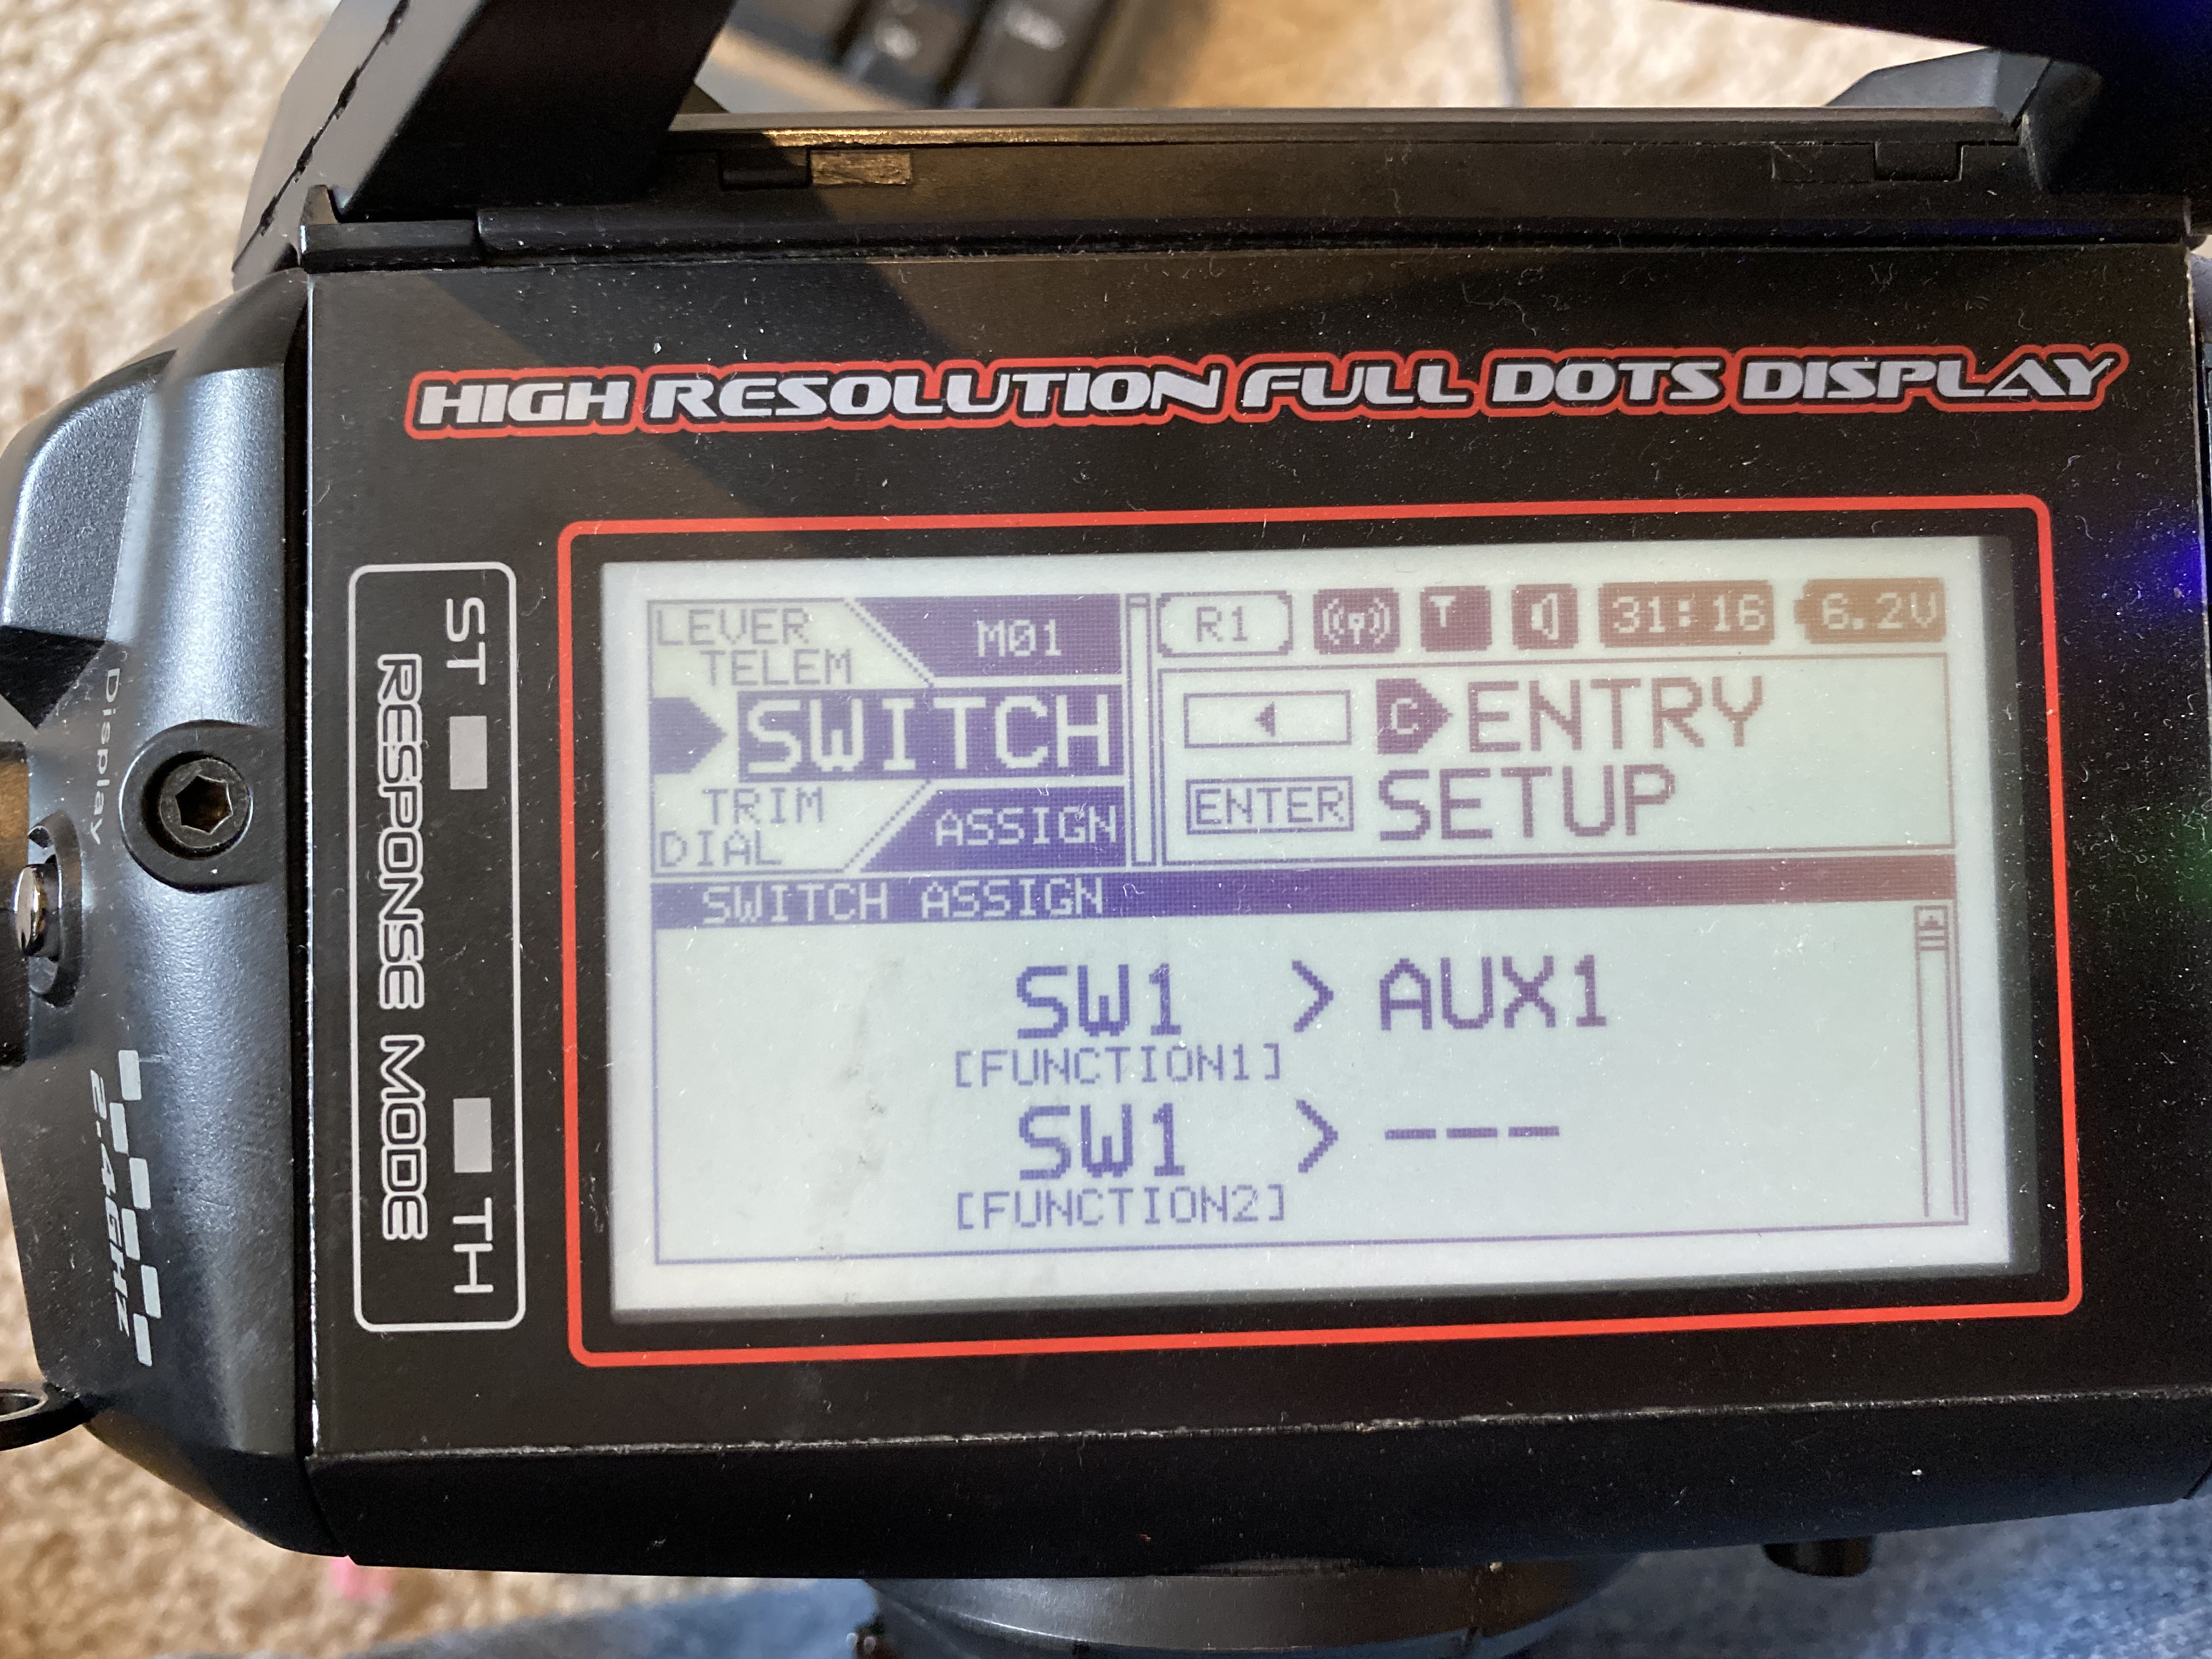 HIGH RESOLUTION FULL DOTS DISPLAY
LEVER
TELEM
M01
SWITCH
TRIM
DIAL
ASSIGN
R1
31:16
6.2V
C ENTRY
ENTER SETUP
SWITCH ASSIGN
SW1 > AUX1
[FUNCTION1]
SW1 > ---
[FUNCTION2]
ST TH
RESPONSE MODE
Display
2.4GHz